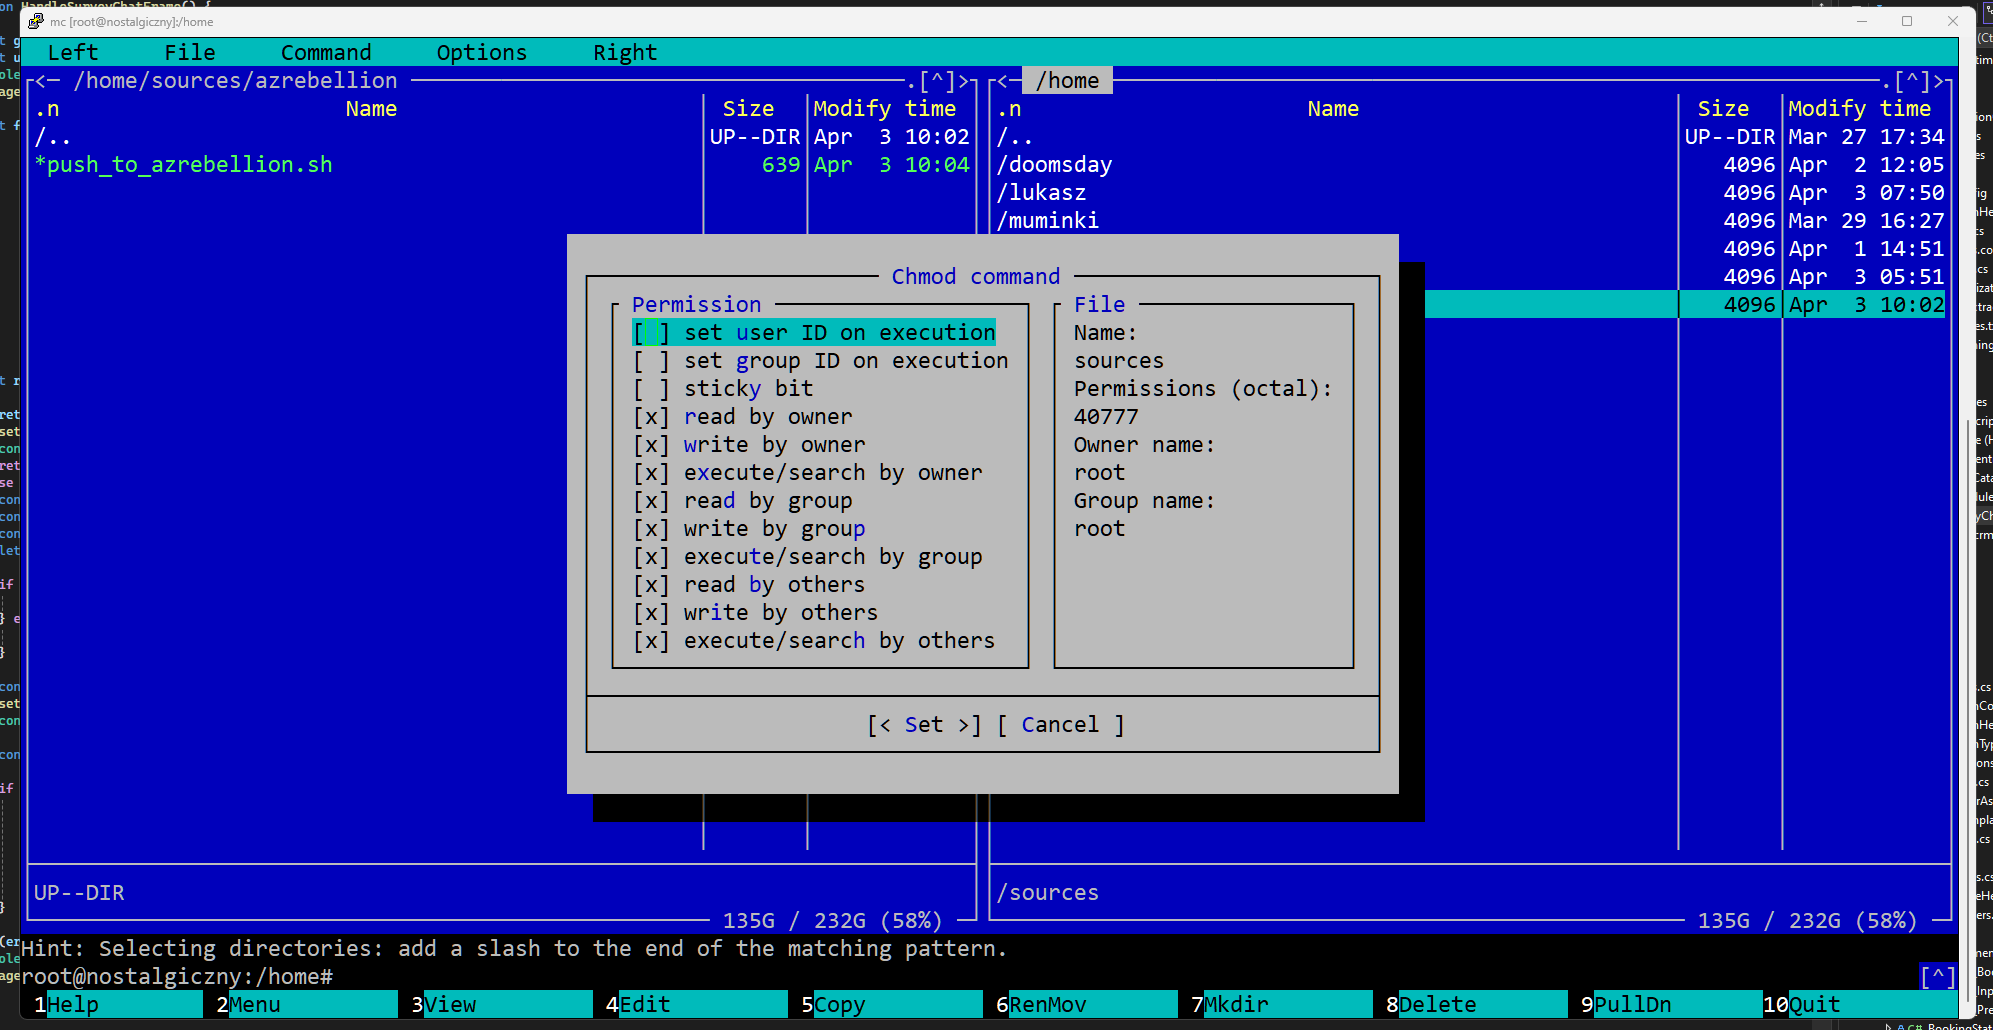 mc [root@nostalgiczny]:/home
Left File Command Options Right
<─ /home/sources/azrebellion .[^]>
.n Name Size Modify time
/.. UP--DIR Apr 3 10:02
*push_to_azrebellion.sh 639 Apr 3 10:04
UP--DIR
135G / 232G (58%)
<─ /home .[^]>
.n Name Size Modify time
/.. UP--DIR Mar 27 17:34
/doomsday 4096 Apr 2 12:05
/lukasz 4096 Apr 3 07:50
/muminki 4096 Mar 29 16:27
4096 Apr 1 14:51
4096 Apr 3 05:51
4096 Apr 3 10:02
/sources
135G / 232G (58%)
Chmod command
Permission
[ ] set user ID on execution
[ ] set group ID on execution
[ ] sticky bit
[x] read by owner
[x] write by owner
[x] execute/search by owner
[x] read by group
[x] write by group
[x] execute/search by group
[x] read by others
[x] write by others
[x] execute/search by others
File
Name:
sources
Permissions (octal):
40777
Owner name:
root
Group name:
root
[< Set >] [ Cancel ]
Hint: Selecting directories: add a slash to the end of the matching pattern.
root@nostalgiczny:/home#
[^]
1Help 2Menu 3View 4Edit 5Copy 6RenMov 7Mkdir 8Delete 9PullDn 10Quit